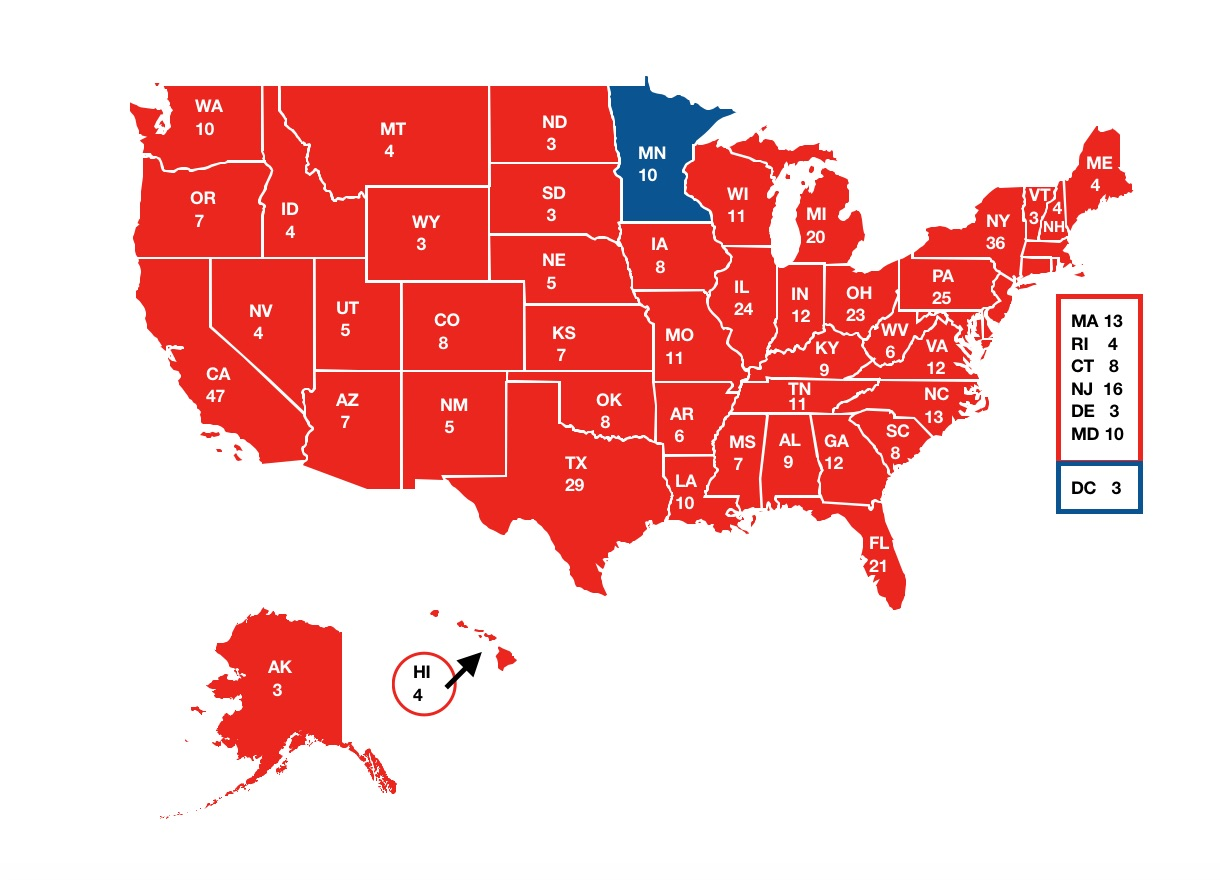 WA
10
MT
4
ND
3
MN
10
ME
4
OR
7
ID
4
WY
3
SD
3
WI
11
MI
20
NY
36
VT
3
4
NH
IA
8
NE
5
PA
25
NV
4
UT
5
CO
8
KS
7
MO
11
IL
24
IN
12
OH
23
WV
6
VA
12
KY
9
CA
47
AZ
7
NM
5
OK
8
AR
6
TN
11
NC
13
SC
8
MS
7
AL
9
GA
12
TX
29
LA
10
FL
21
MA 13
RI 4
CT 8
NJ 16
DE 3
MD 10
DC 3
AK
3
HI
4